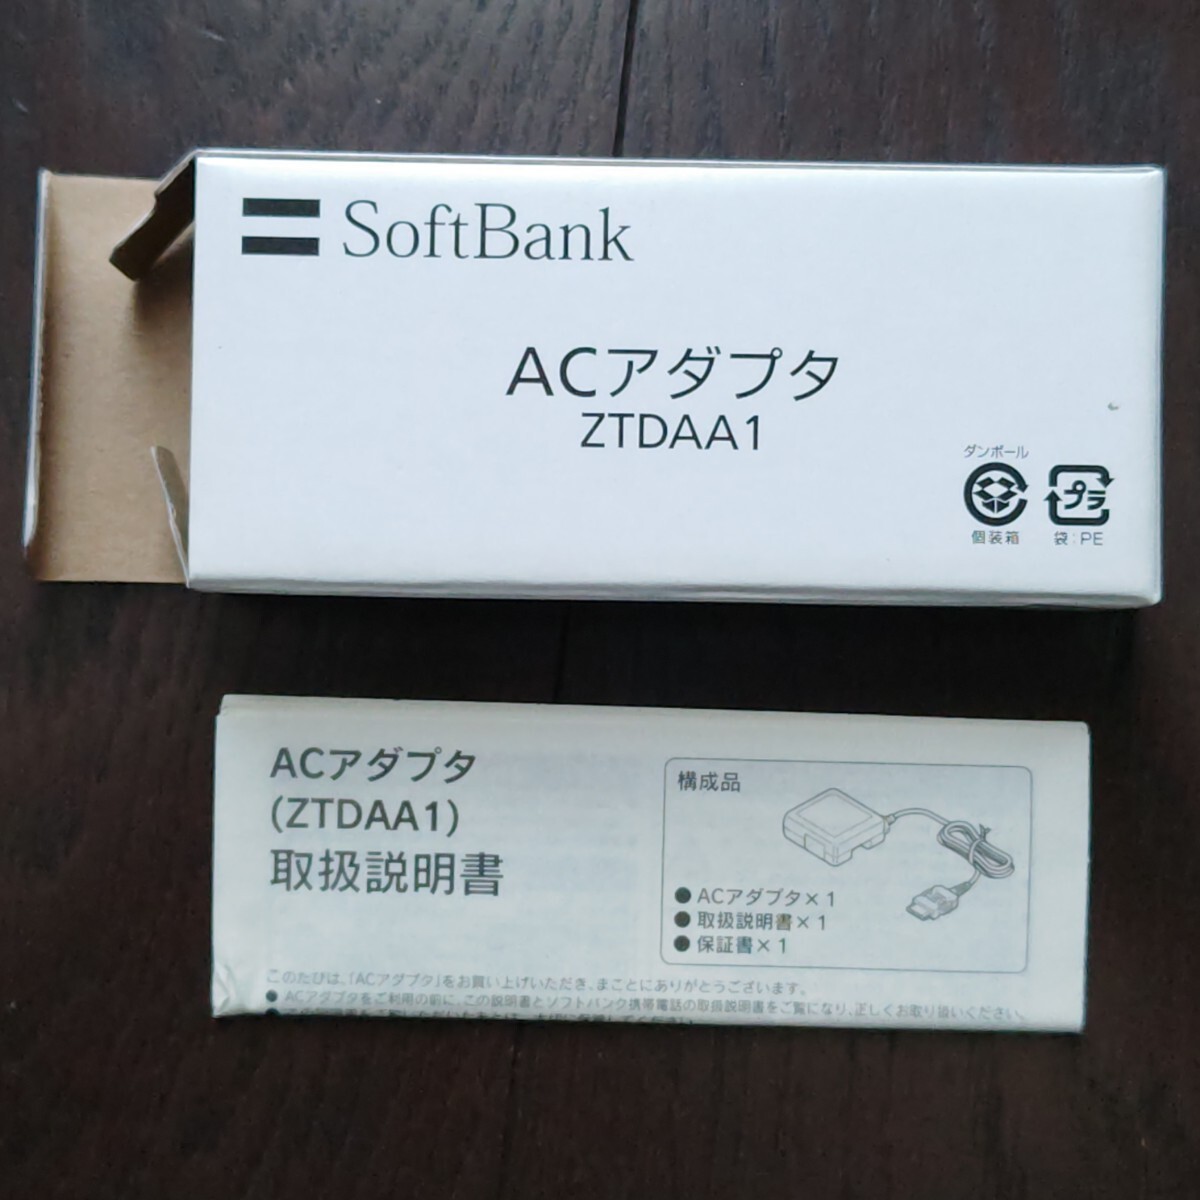 SoftBank
ACアダプタ
ZTDAA1
ダンボール
個装箱
プラ
袋:PE
ACアダプタ
(ZTDAA1)
取扱説明書
構成品
● ACアダプタ×1
● 取扱説明書×1
● 保証書×1
このたびは、「ACアダプタ」をお買い上げいただき、まことにありがとうございます。
● ACアダプタをご利用の前に、この説明書とソフトバンク携帯電話の取扱説明書をご覧になり、正しくお取り扱いください。